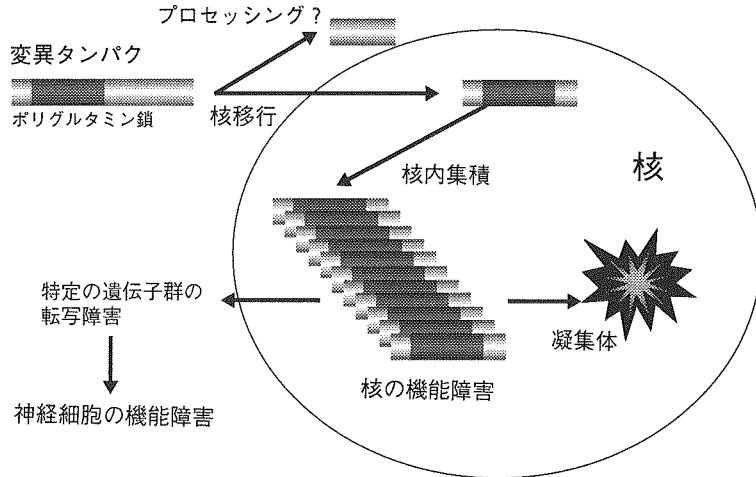 プロセッシング？
変異タンパク
ポリグルタミン鎖
核移行
核内集積
核
特定の遺伝子群の
転写障害
凝集体
核の機能障害
神経細胞の機能障害